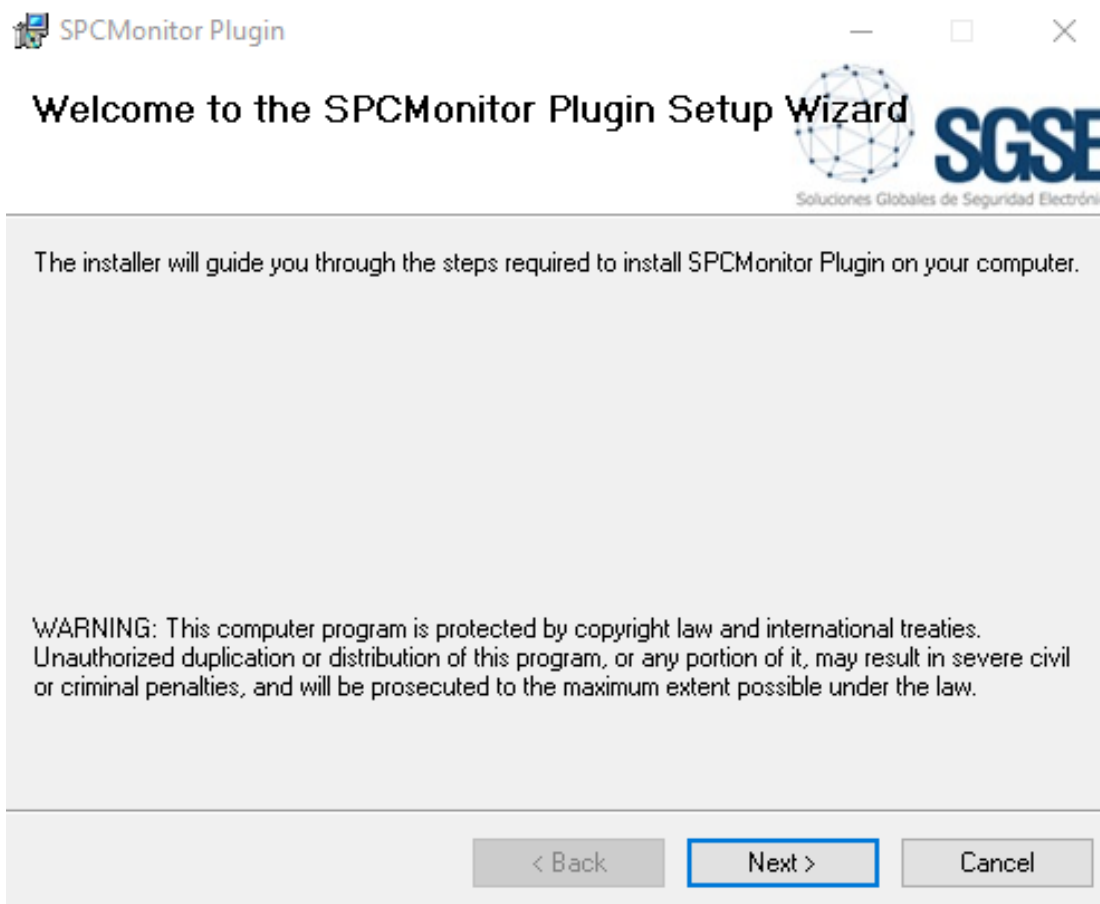 SPCMonitor Plugin
Welcome to the SPCMonitor Plugin Setup Wizard
SGSE
Soluciones Globales de Seguridad Electróni
The installer will guide you through the steps required to install SPCMonitor Plugin on your computer.
WARNING: This computer program is protected by copyright law and international treaties.
Unauthorized duplication or distribution of this program, or any portion of it, may result in severe civil
or criminal penalties, and will be prosecuted to the maximum extent possible under the law.
< Back
Next >
Cancel